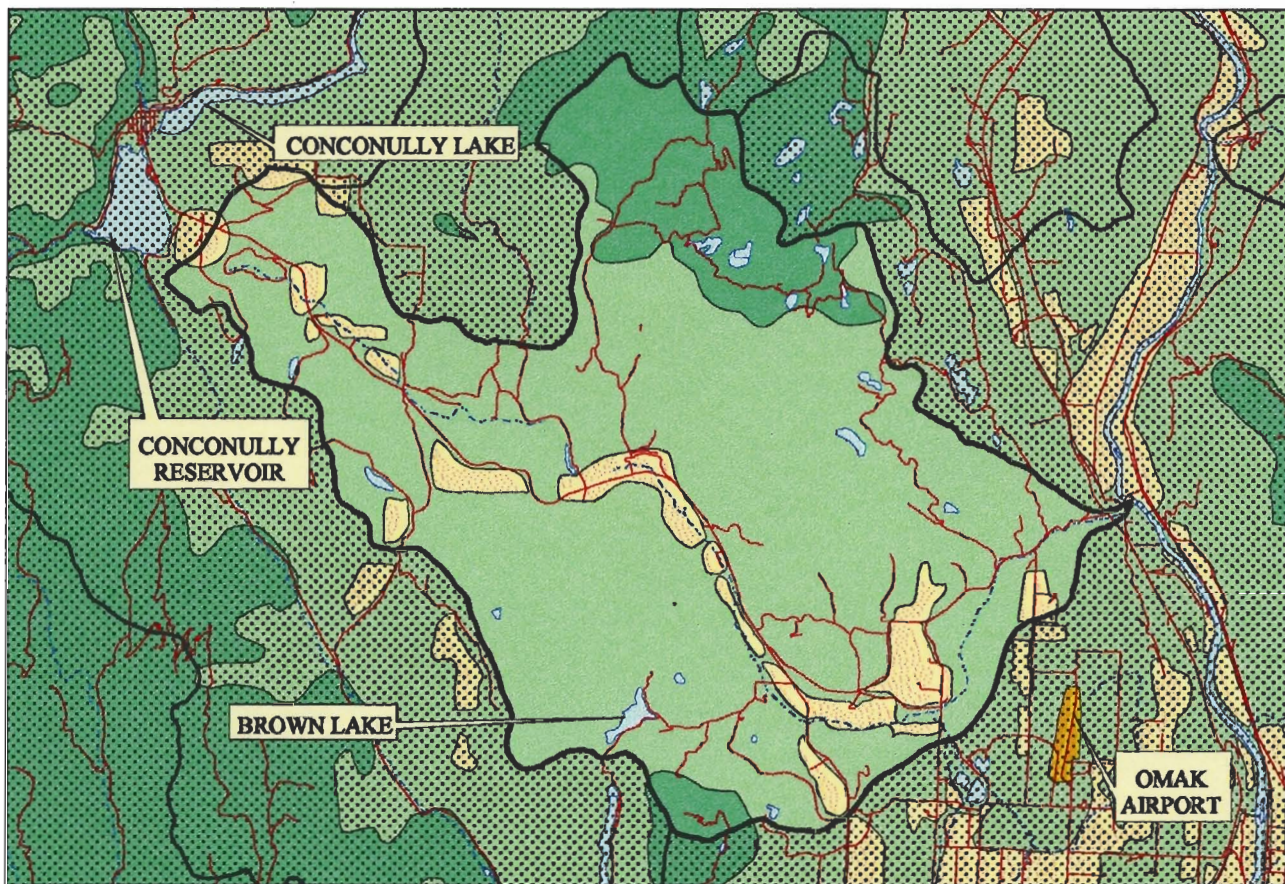 CONCONULLY LAKE
CONCONULLY
RESERVOIR
BROWN LAKE
OMAK
AIRPORT